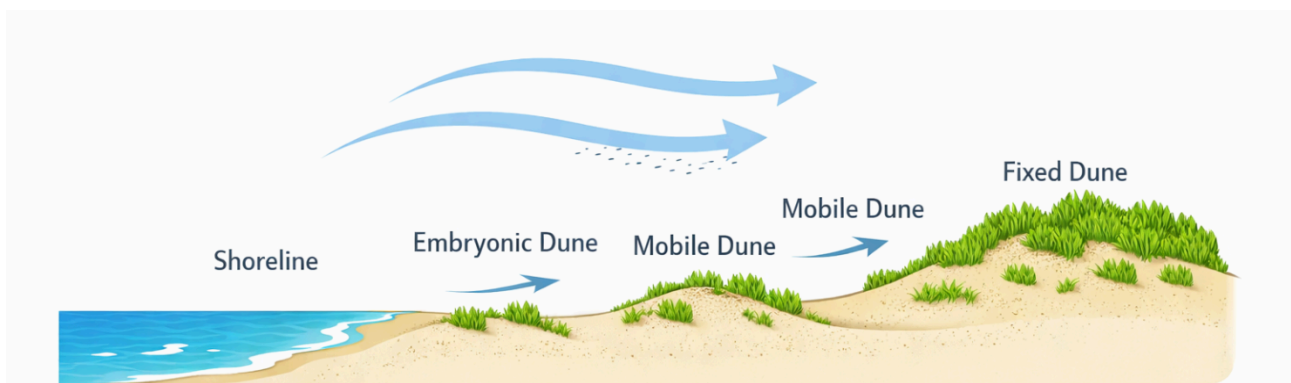 Shoreline
Embryonic Dune
Mobile Dune
Mobile Dune
Fixed Dune